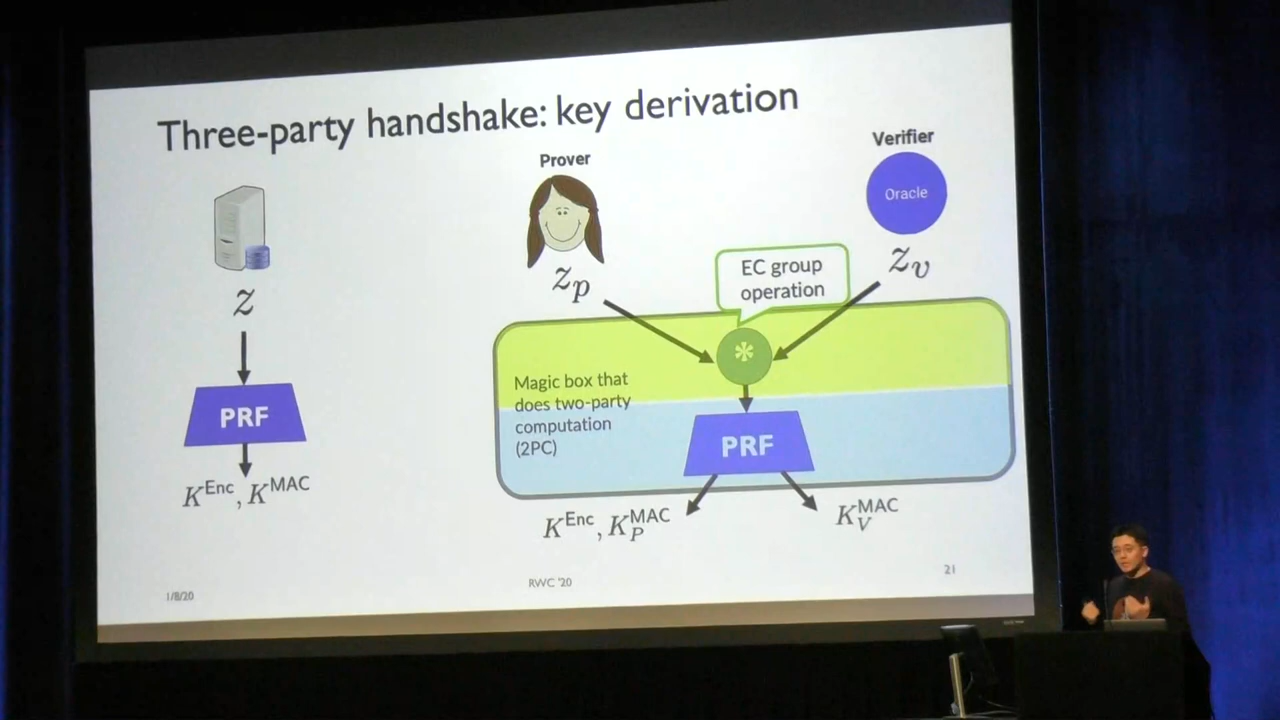 Three-party handshake: key derivation
Prover
Verifier
Oracle
z
z_p
z_v
EC group
operation
*
Magic box that
does two-party
computation
(2PC)
PRF
PRF
K^Enc, K^MAC
K^Enc, K_P^MAC
K_V^MAC
1/8/20
RWC '20
21